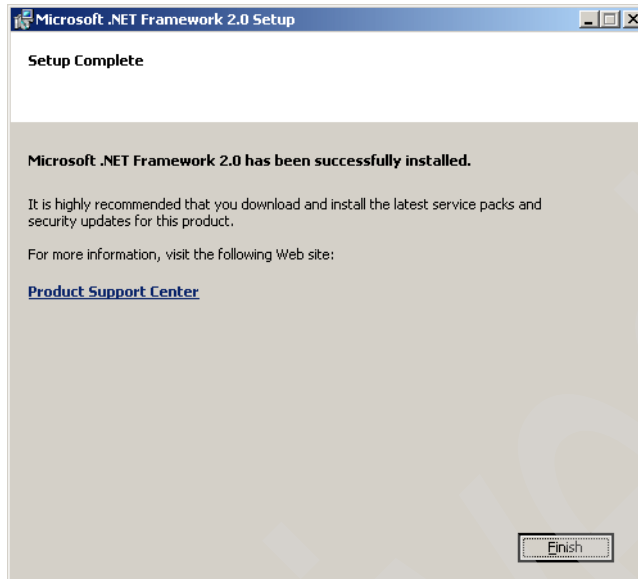 Microsoft .NET Framework 2.0 Setup
Setup Complete
Microsoft .NET Framework 2.0 has been successfully installed.
It is highly recommended that you download and install the latest service packs and
security updates for this product.
For more information, visit the following Web site:
Product Support Center
Finish